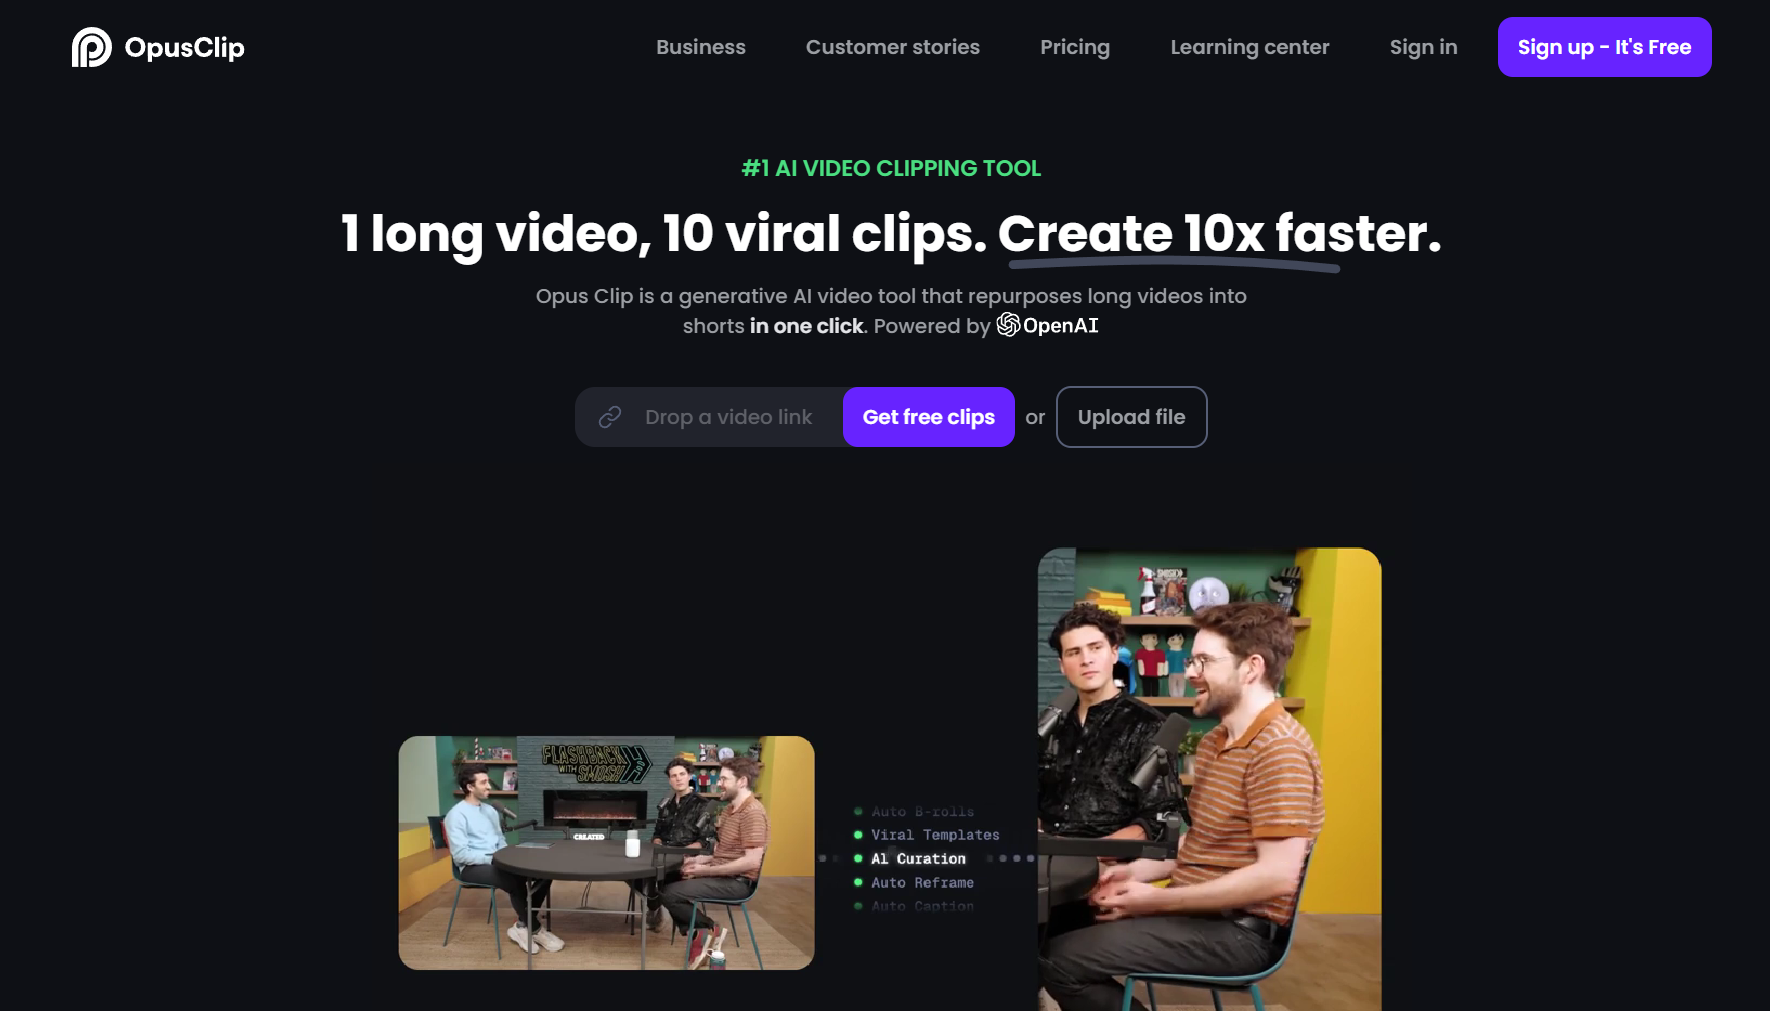 OpusClip
Business
Customer stories
Pricing
Learning center
Sign in
Sign up - It's Free
#1 AI VIDEO CLIPPING TOOL
1 long video, 10 viral clips. Create 10x faster.
Opus Clip is a generative AI video tool that repurposes long videos into
shorts in one click. Powered by OpenAI
Drop a video link
Get free clips
or
Upload file
SMOSH
FLASHBACK
WITH SMOSH
CREATED
Auto B-rolls
Viral Templates
AI Curation
Auto Reframe
Auto Caption